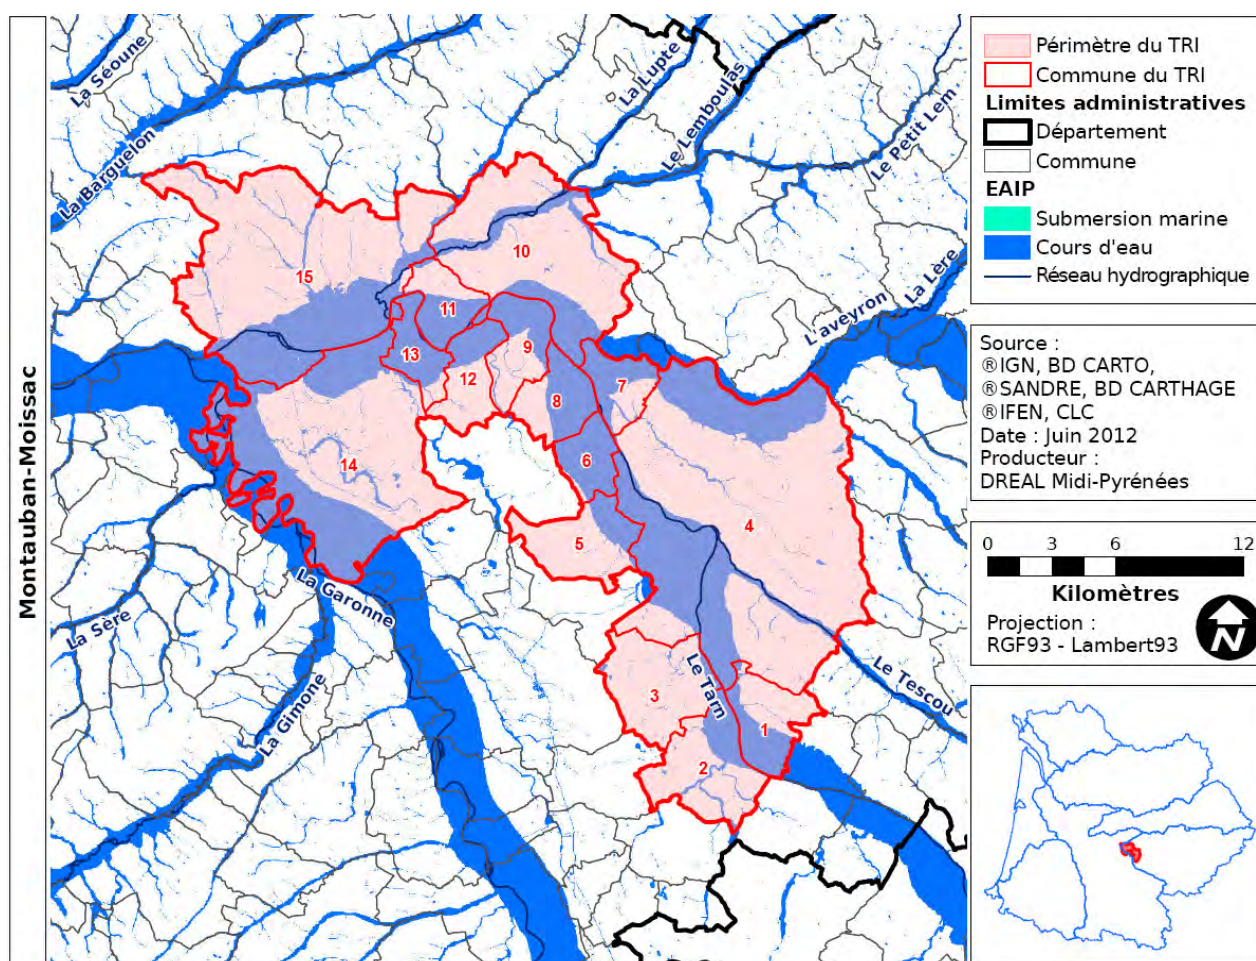 Montauban-Moissac
La Séoune
La Barguelon
La Lupte
Le Lemboulas
Le Petit Lem
La Lère
L'aveyron
15
10
11
13
9
12
8
7
6
14
4
5
La Garonne
La Sère
La Gimone
Le Tarn
Le Tescou
3
1
2
Périmètre du TRI
Commune du TRI
Limites administratives
Département
Commune
EAIP
Submersion marine
Cours d'eau
Réseau hydrographique
Source :
®IGN, BD CARTO,
®SANDRE, BD CARTHAGE
®IFEN, CLC
Date : Juin 2012
Producteur :
DREAL Midi-Pyrénées
0 3 6 12
Kilomètres
Projection :
RGF93 - Lambert93
N